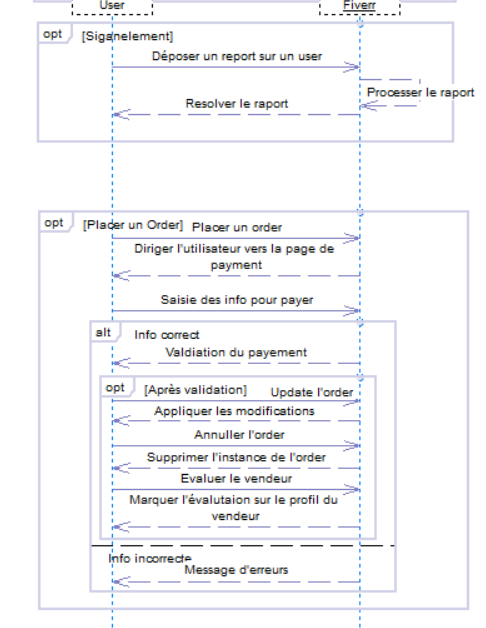 User
Fiverr
opt
[Siganelement]
Déposer un report sur un user
Processer le raport
Resolver le raport
opt
[Placer un Order]
Placer un order
Diriger l'utilisateur vers la page de
payment
Saisie des info pour payer
alt
Info correct
Valdiation du payement
opt
[Après validation]
Update l'order
Appliquer les modifications
Annuller l'order
Supprimer l'instance de l'order
Evaluer le vendeur
Marquer l'évalutaion sur le profil du
vendeur
Info incorrecte
Message d'erreurs